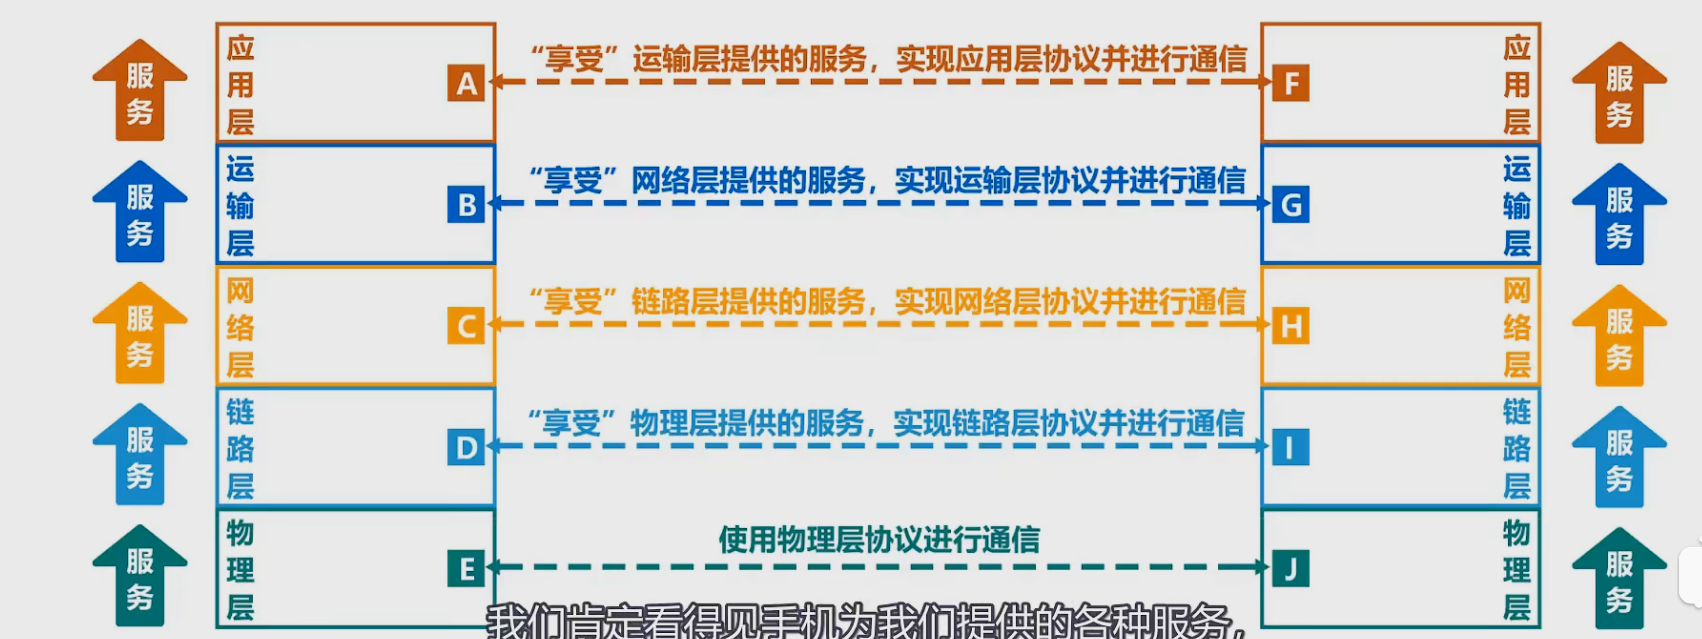 服务
应用层
A
“享受”运输层提供的服务，实现应用层协议并进行通信
F
应用层
服务
服务
运输层
B
“享受”网络层提供的服务，实现运输层协议并进行通信
G
运输层
服务
服务
网络层
C
“享受”链路层提供的服务，实现网络层协议并进行通信
H
网络层
服务
服务
链路层
D
“享受”物理层提供的服务，实现链路层协议并进行通信
I
链路层
服务
服务
物理层
E
使用物理层协议进行通信
J
物理层
服务
我们肯定看得见手机为我们提供的各种服务，